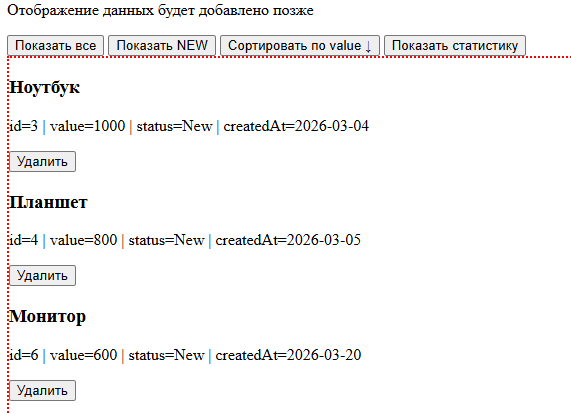 Отображение данных будет добавлено позже
Показать все Показать NEW Сортировать по value ↓ Показать статистику
Ноутбук
id=3 | value=1000 | status=New | createdAt=2026-03-04
Удалить
Планшет
id=4 | value=800 | status=New | createdAt=2026-03-05
Удалить
Монитор
id=6 | value=600 | status=New | createdAt=2026-03-20
Удалить